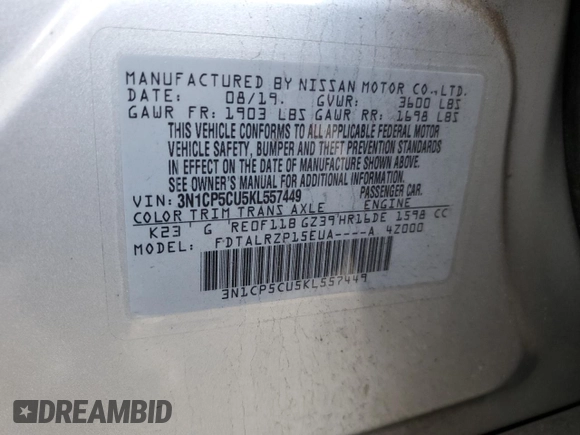 MANUFACTURED BY NISSAN MOTOR CO.,LTD.
DATE: 08/19. GVWR: 3600 LBS
GAWR FR: 1903 LBS GAWR RR: 1698 LBS
THIS VEHICLE CONFORMS TO ALL APPLICABLE FEDERAL MOTOR
VEHICLE SAFETY, BUMPER AND THEFT PREVENTION STANDARDS
IN EFFECT ON THE DATE OF MANUFACTURE SHOWN ABOVE.
SEE OWNER'S MANUAL FOR ADDITIONAL INFORMATION.
VIN: 3N1CP5CU5KL557449 PASSENGER CAR.
COLOR TRIM TRANS AXLE ENGINE
K23 ' G RE0F11B GZ39'HR16DE 1598 CC
MODEL: FDTALRZP15EUA----A 4Z000
3N1CP5CU5KL557449
DREAMBID